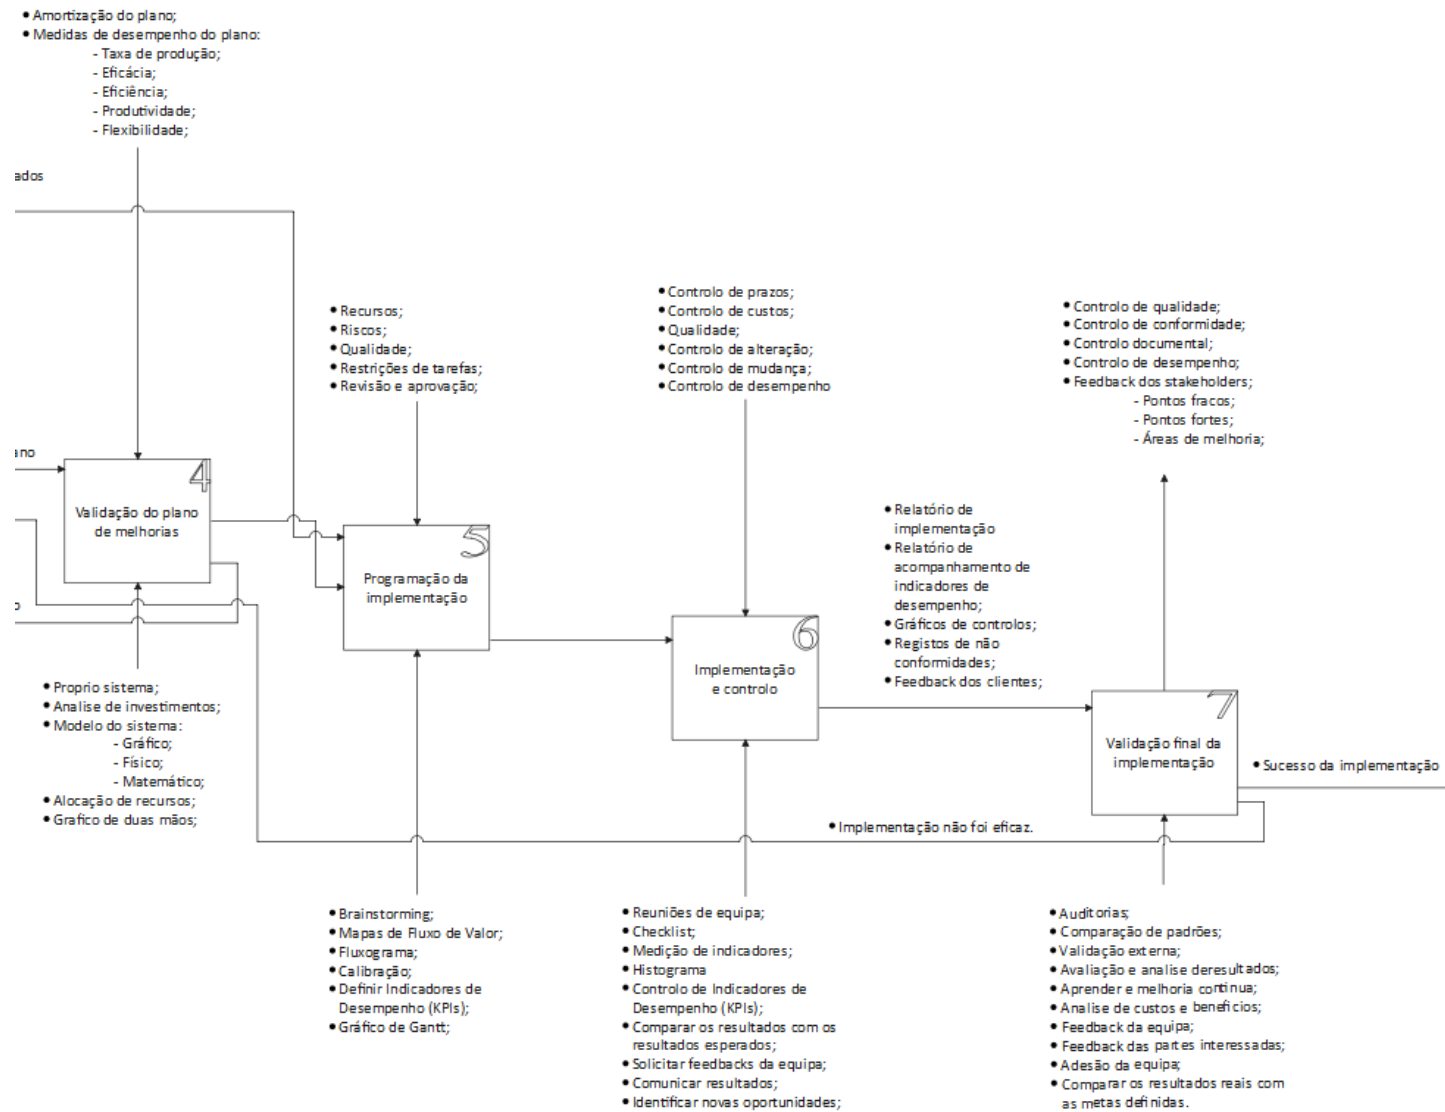 • Amortização do plano;
• Medidas de desempenho do plano:
- Taxa de produção;
- Eficácia;
- Eficiência;
- Produtividade;
- Flexibilidade;
ados
• Recursos;
• Riscos;
• Qualidade;
• Restrições de tarefas;
• Revisão e aprovação;
• Controlo de prazos;
• Controlo de custos;
• Qualidade;
• Controlo de alteração;
• Controlo de mudança;
• Controlo de desempenho
• Controlo de qualidade;
• Controlo de conformidade;
• Controlo documental;
• Controlo de desempenho;
• Feedback dos stakeholders;
- Pontos fracos;
- Pontos fortes;
- Áreas de melhoria;
ano
4
Validação do plano
de melhorias
o
5
Programação da
implementação
6
Implementação
e controlo
• Relatório de
implementação
• Relatório de
acompanhamento de
indicadores de
desempenho;
• Gráficos de controlos;
• Registos de não
conformidades;
• Feedback dos clientes;
7
Validação final da
implementação
• Sucesso da implementação
• Implementação não foi eficaz.
• Proprio sistema;
• Analise de investimentos;
• Modelo do sistema:
- Gráfico;
- Físico;
- Matemático;
• Alocação de recursos;
• Grafico de duas mãos;
• Brainstorming;
• Mapas de Fluxo de Valor;
• Fluxograma;
• Calibração;
• Definir Indicadores de
Desempenho (KPIs);
• Gráfico de Gantt;
• Reuniões de equipa;
• Checklist;
• Medição de indicadores;
• Histograma
• Controlo de Indicadores de
Desempenho (KPIs);
• Comparar os resultados com os
resultados esperados;
• Solicitar feedbacks da equipa;
• Comunicar resultados;
• Identificar novas oportunidades;
• Auditorias;
• Comparação de padrões;
• Validação externa;
• Avaliação e analise deresultados;
• Aprender e melhoria continua;
• Analise de custos e beneficios;
• Feedback da equipa;
• Feedback das partes interessadas;
• Adesão da equipa;
• Comparar os resultados reais com
as metas definidas.